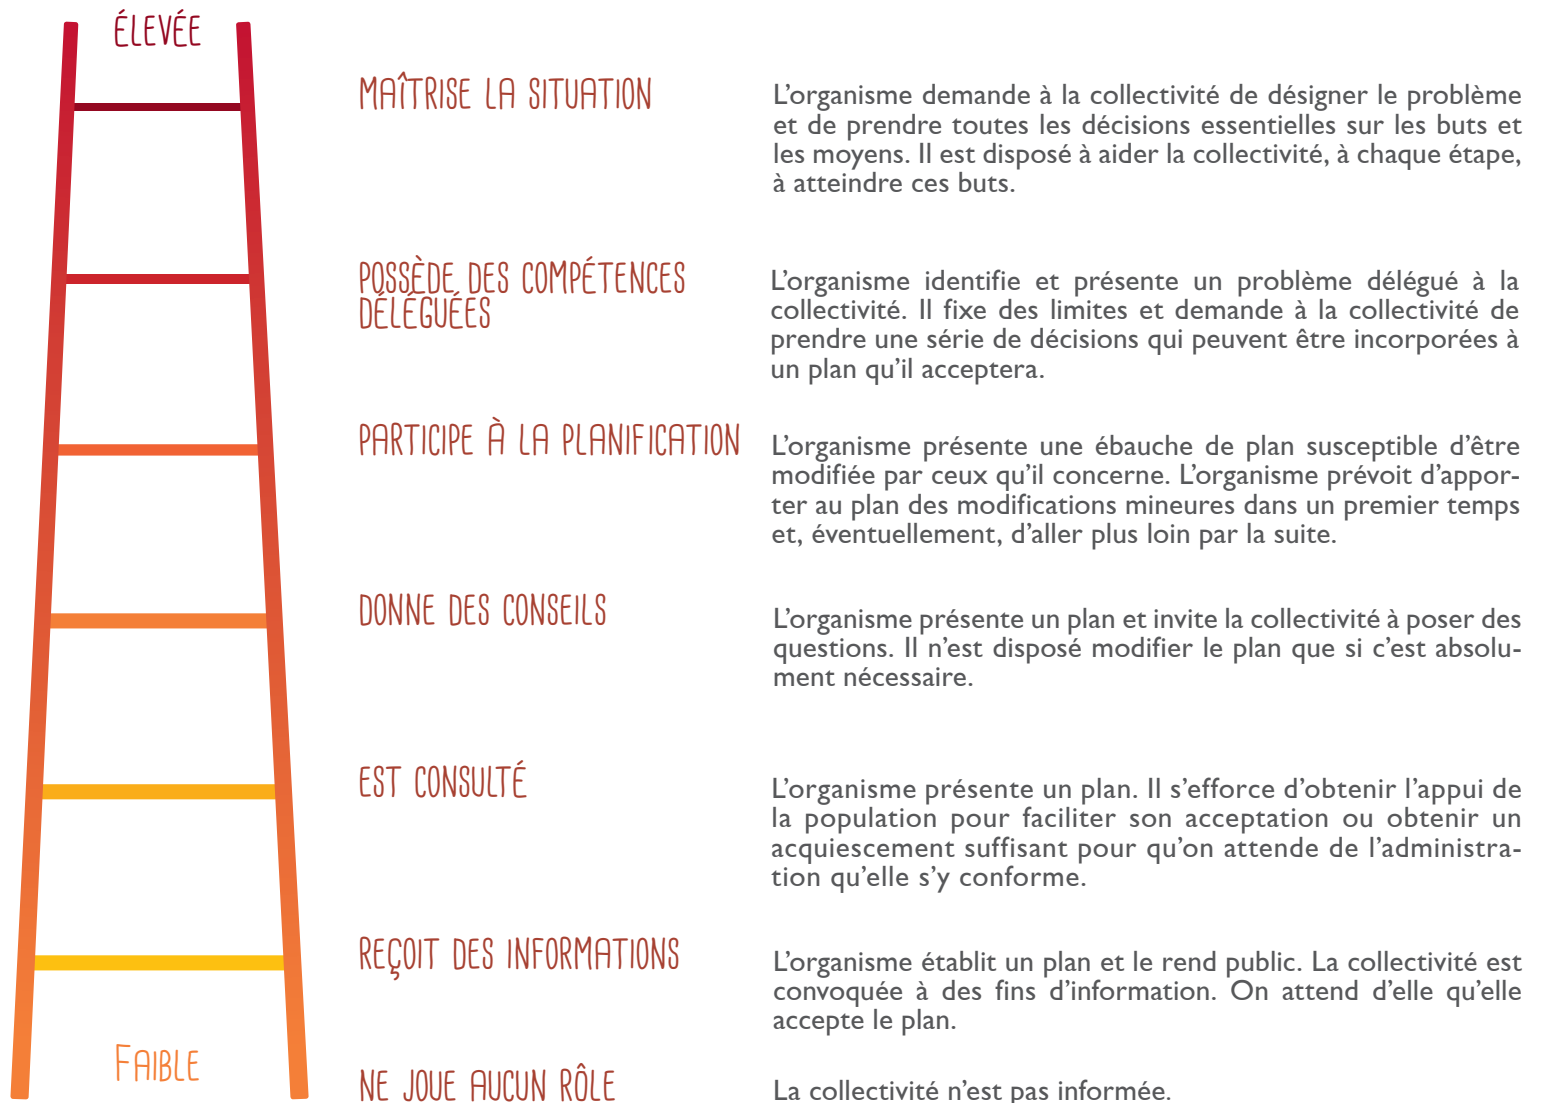 ÉLEVÉE
MAÎTRISE LA SITUATION
L’organisme demande à la collectivité de désigner le problème
et de prendre toutes les décisions essentielles sur les buts et
les moyens. Il est disposé à aider la collectivité, à chaque étape,
à atteindre ces buts.
POSSÈDE DES COMPÉTENCES
DÉLÉGUÉES
L’organisme identifie et présente un problème délégué à la
collectivité. Il fixe des limites et demande à la collectivité de
prendre une série de décisions qui peuvent être incorporées à
un plan qu’il acceptera.
PARTICIPE À LA PLANIFICATION
L’organisme présente une ébauche de plan susceptible d’être
modifiée par ceux qu’il concerne. L’organisme prévoit d’appor-
ter au plan des modifications mineures dans un premier temps
et, éventuellement, d’aller plus loin par la suite.
DONNE DES CONSEILS
L’organisme présente un plan et invite la collectivité à poser des
questions. Il n’est disposé modifier le plan que si c’est absolu-
ment nécessaire.
EST CONSULTÉ
L’organisme présente un plan. Il s’efforce d’obtenir l’appui de
la population pour faciliter son acceptation ou obtenir un
acquiescement suffisant pour qu’on attende de l’administra-
tion qu’elle s’y conforme.
REÇOIT DES INFORMATIONS
L’organisme établit un plan et le rend public. La collectivité est
convoquée à des fins d’information. On attend d’elle qu’elle
accepte le plan.
FAIBLE
NE JOUE AUCUN RÔLE
La collectivité n’est pas informée.